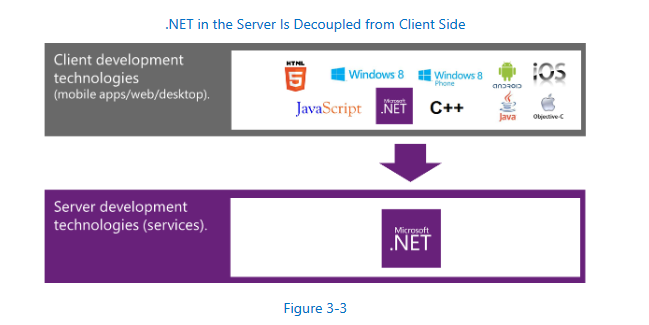 .NET in the Server Is Decoupled from Client Side
Client development
technologies
(mobile apps/web/desktop).
HTML
5
Windows 8
Windows 8
Phone
android
iOS
JavaScript
Microsoft
.NET
C++
Java
Objective-C
Server development
technologies (services).
Microsoft
.NET
Figure 3-3